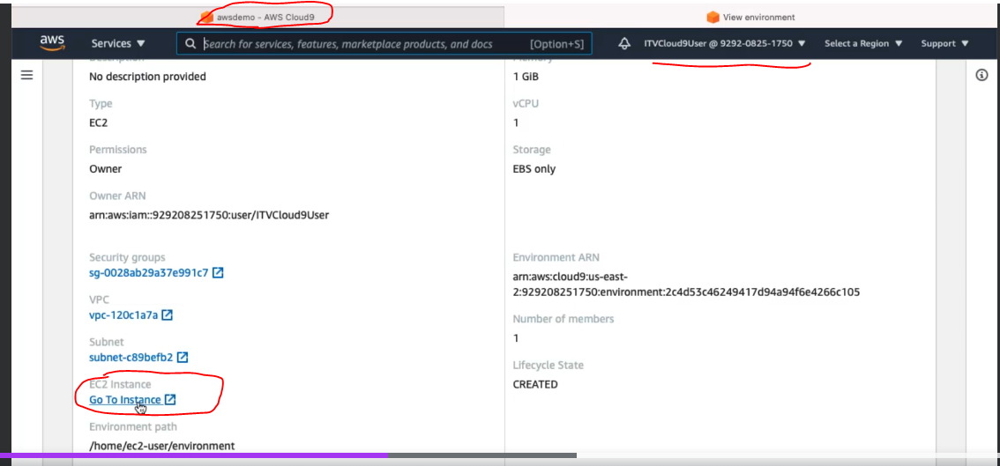 awsdemo - AWS Cloud9
View environment
aws
Services ▼
Search for services, features, marketplace products, and docs [Option+S]
ITVCloud9User @ 9292-0825-1750 ▼
Select a Region ▼
Support ▼
Description
No description provided
Type
EC2
Permissions
Owner
Owner ARN
arn:aws:iam::929208251750:user/ITVCloud9User
Security groups
sg-0028ab29a37e991c7
VPC
vpc-120c1a7a
Subnet
subnet-c89befb2
EC2 Instance
Go To Instance
Environment path
/home/ec2-user/environment
Memory
1 GiB
vCPU
1
Storage
EBS only
Environment ARN
arn:aws:cloud9:us-east-
2:929208251750:environment:2c4d53c46249417d94a94f6e4266c105
Number of members
1
Lifecycle State
CREATED